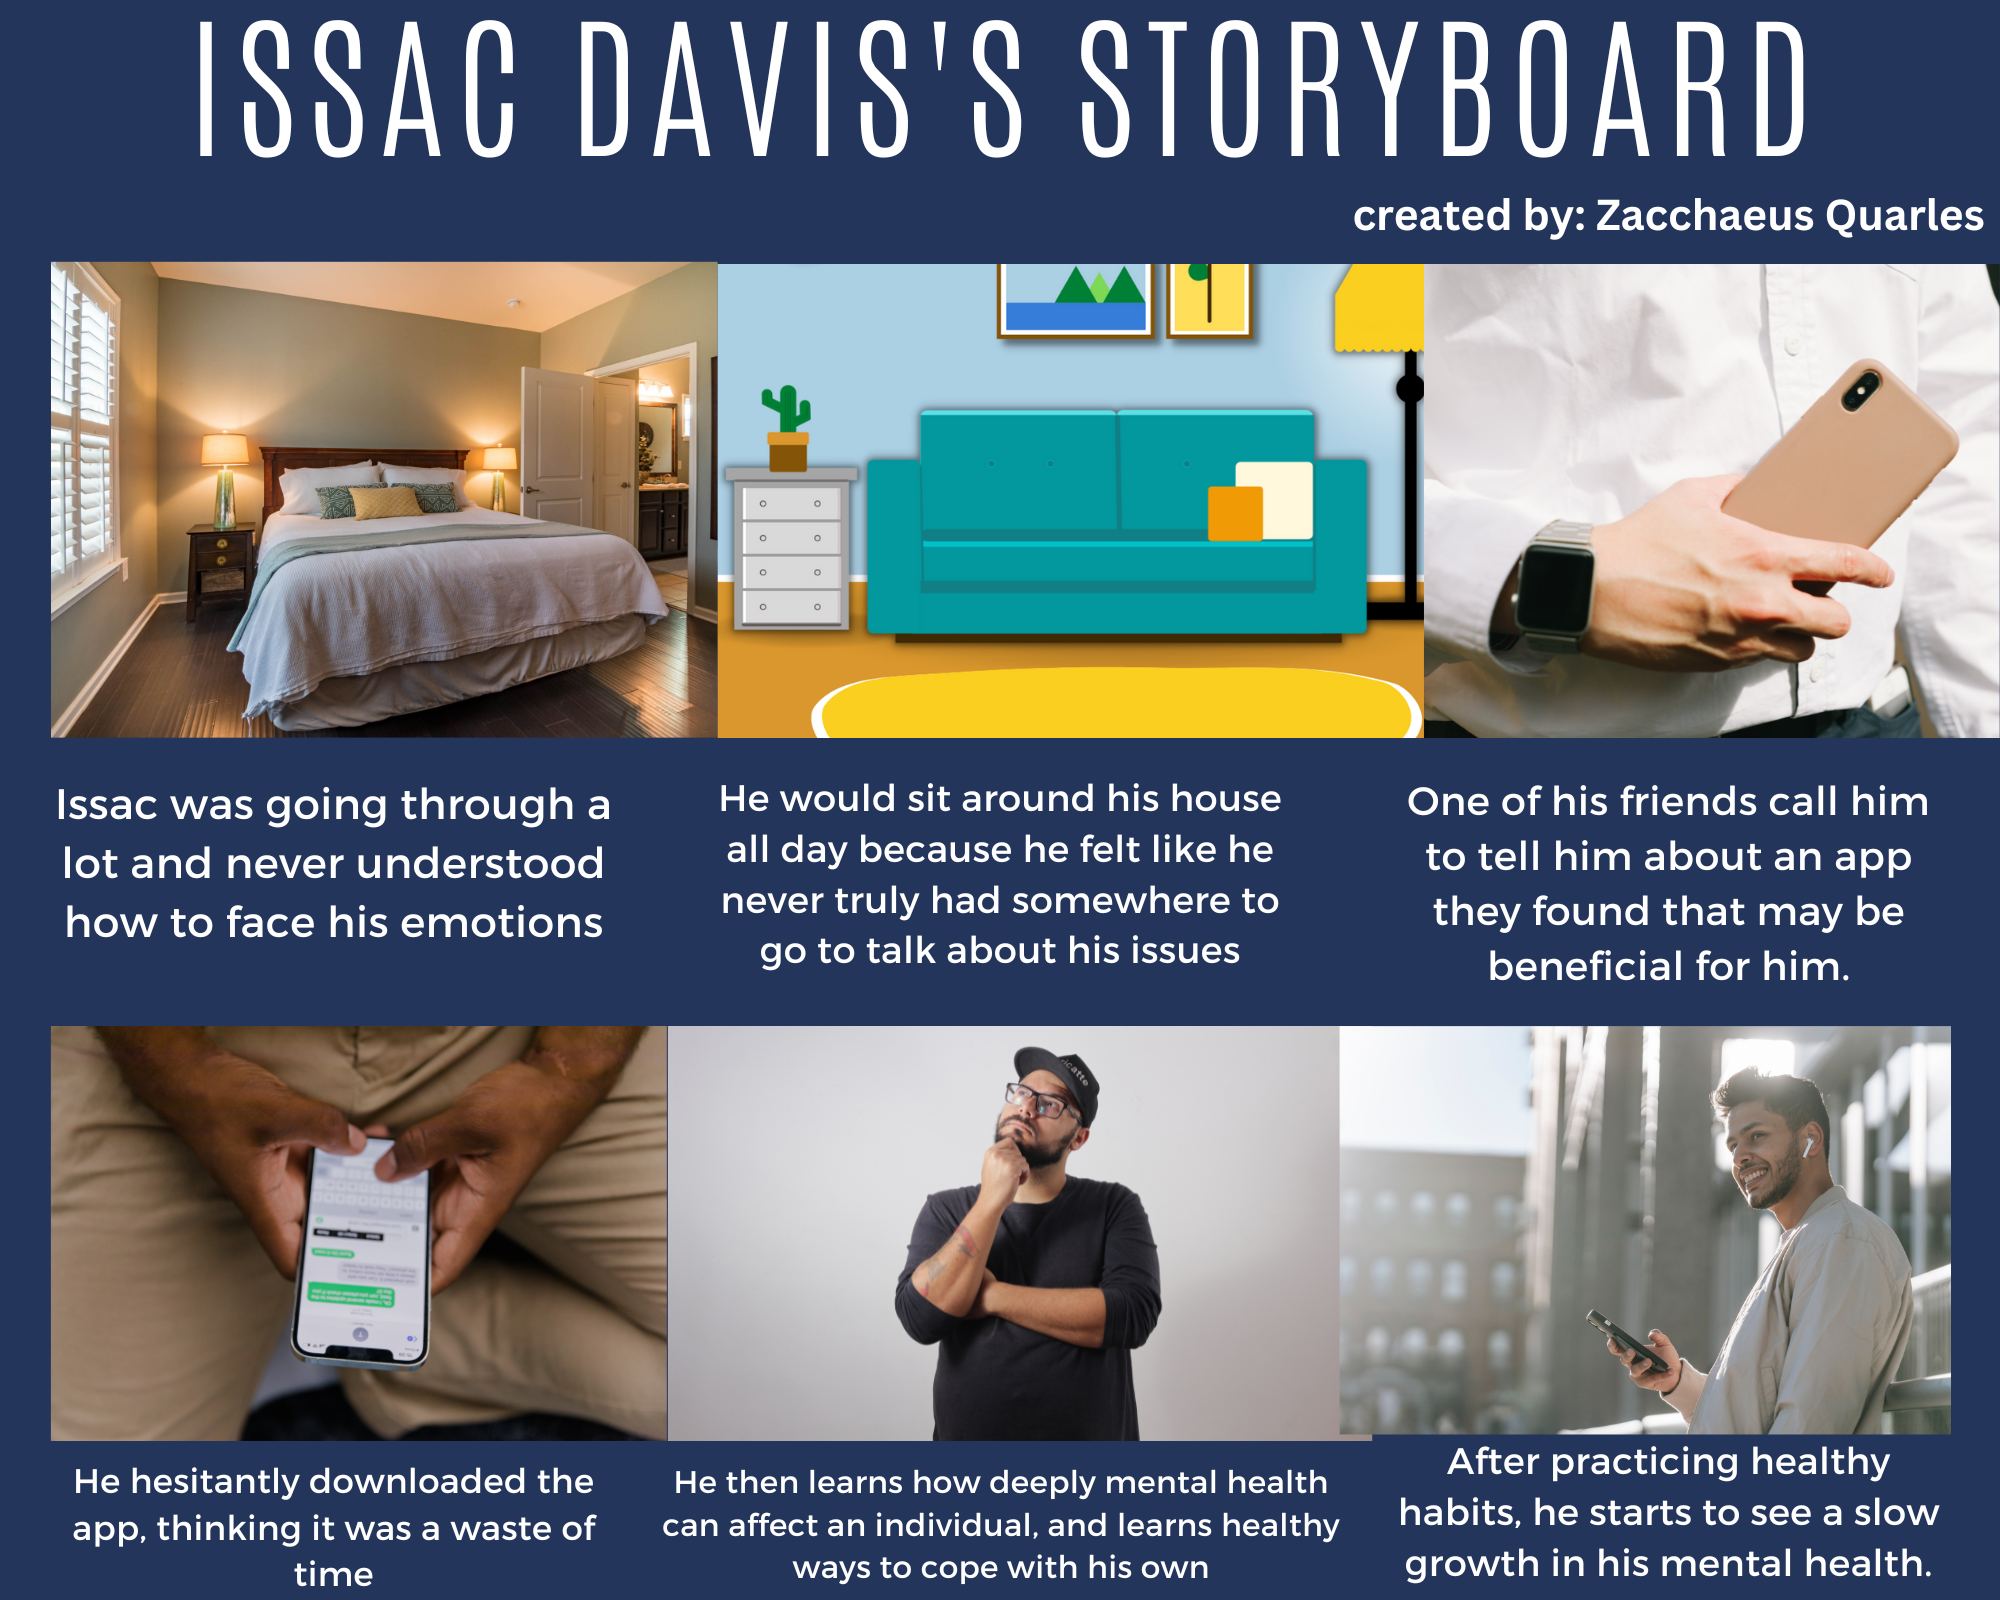 ISSAC DAVIS'S STORYBOARD
created by: Zacchaeus Quarles
Issac was going through a
lot and never understood
how to face his emotions
He would sit around his house
all day because he felt like he
never truly had somewhere to
go to talk about his issues
One of his friends call him
to tell him about an app
they found that may be
beneficial for him.
He hesitantly downloaded the
app, thinking it was a waste of
time
He then learns how deeply mental health
can affect an individual, and learns healthy
ways to cope with his own
After practicing healthy
habits, he starts to see a slow
growth in his mental health.